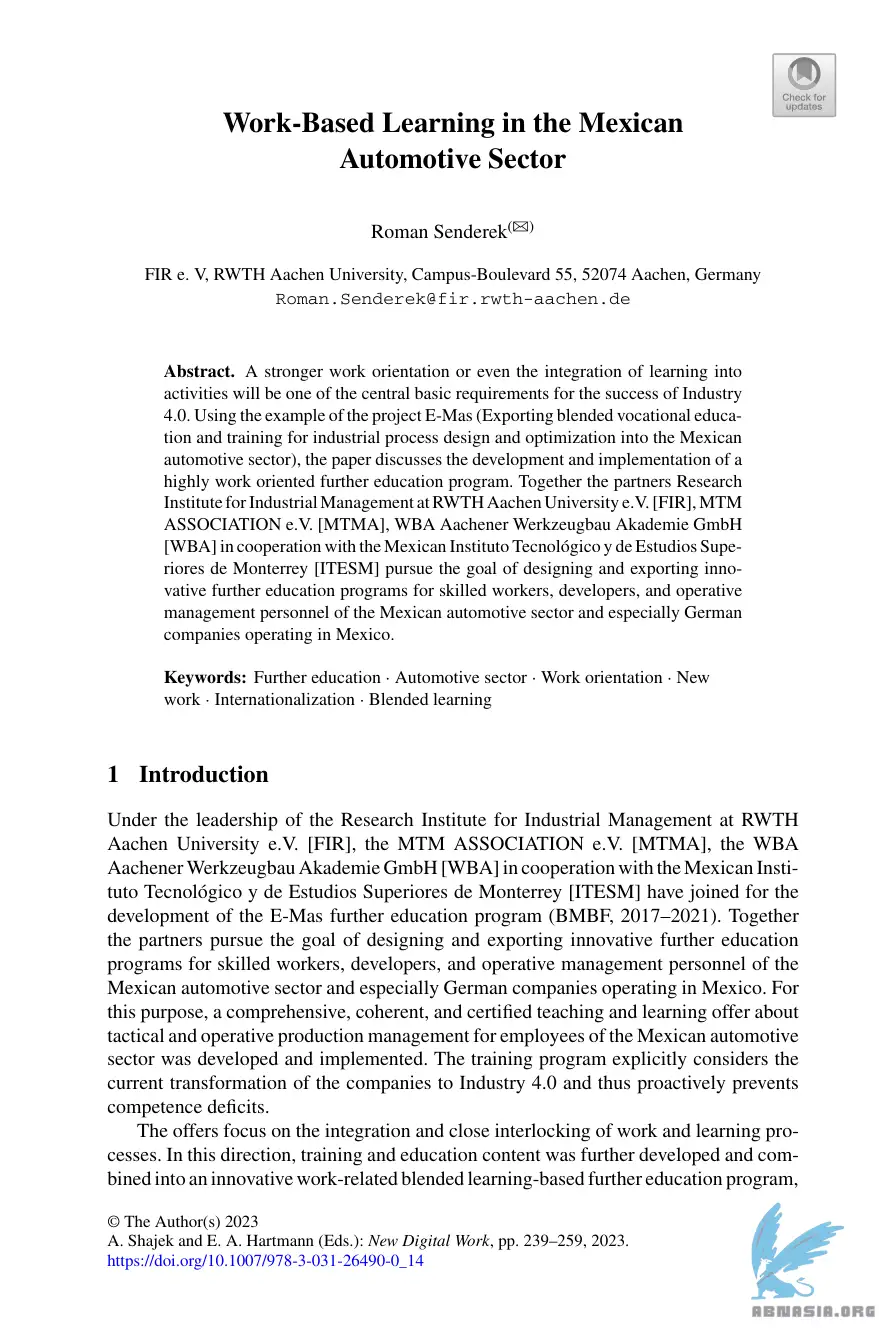 Check for
updates
Work-Based Learning in the Mexican
Automotive Sector
Roman Senderek(✉)
FIR e. V, RWTH Aachen University, Campus-Boulevard 55, 52074 Aachen, Germany
Roman.Senderek@fir.rwth-aachen.de
Abstract. A stronger work orientation or even the integration of learning into
activities will be one of the central basic requirements for the success of Industry
4.0. Using the example of the project E-Mas (Exporting blended vocational educa-
tion and training for industrial process design and optimization into the Mexican
automotive sector), the paper discusses the development and implementation of a
highly work oriented further education program. Together the partners Research
Institute for Industrial Management at RWTH Aachen University e.V. [FIR], MTM
ASSOCIATION e.V. [MTMA], WBA Aachener Werkzeugbau Akademie GmbH
[WBA] in cooperation with the Mexican Instituto Tecnológico y de Estudios Supe-
riores de Monterrey [ITESM] pursue the goal of designing and exporting inno-
vative further education programs for skilled workers, developers, and operative
management personnel of the Mexican automotive sector and especially German
companies operating in Mexico.
Keywords: Further education · Automotive sector · Work orientation · New
work · Internationalization · Blended learning
1 Introduction
Under the leadership of the Research Institute for Industrial Management at RWTH
Aachen University e.V. [FIR], the MTM ASSOCIATION e.V. [MTMA], the WBA
Aachener Werkzeugbau Akademie GmbH [WBA] in cooperation with the Mexican Insti-
tuto Tecnológico y de Estudios Superiores de Monterrey [ITESM] have joined for the
development of the E-Mas further education program (BMBF, 2017–2021). Together
the partners pursue the goal of designing and exporting innovative further education
programs for skilled workers, developers, and operative management personnel of the
Mexican automotive sector and especially German companies operating in Mexico. For
this purpose, a comprehensive, coherent, and certified teaching and learning offer about
tactical and operative production management for employees of the Mexican automotive
sector was developed and implemented. The training program explicitly considers the
current transformation of the companies to Industry 4.0 and thus proactively prevents
competence deficits.
The offers focus on the integration and close interlocking of work and learning pro-
cesses. In this direction, training and education content was further developed and com-
bined into an innovative work-related blended learning-based further education program,
© The Author(s) 2023
A. Shajek and E. A. Hartmann (Eds.): New Digital Work, pp. 239–259, 2023.
https://doi.org/10.1007/978-3-031-26490-0_14
ABNASIA.ORG